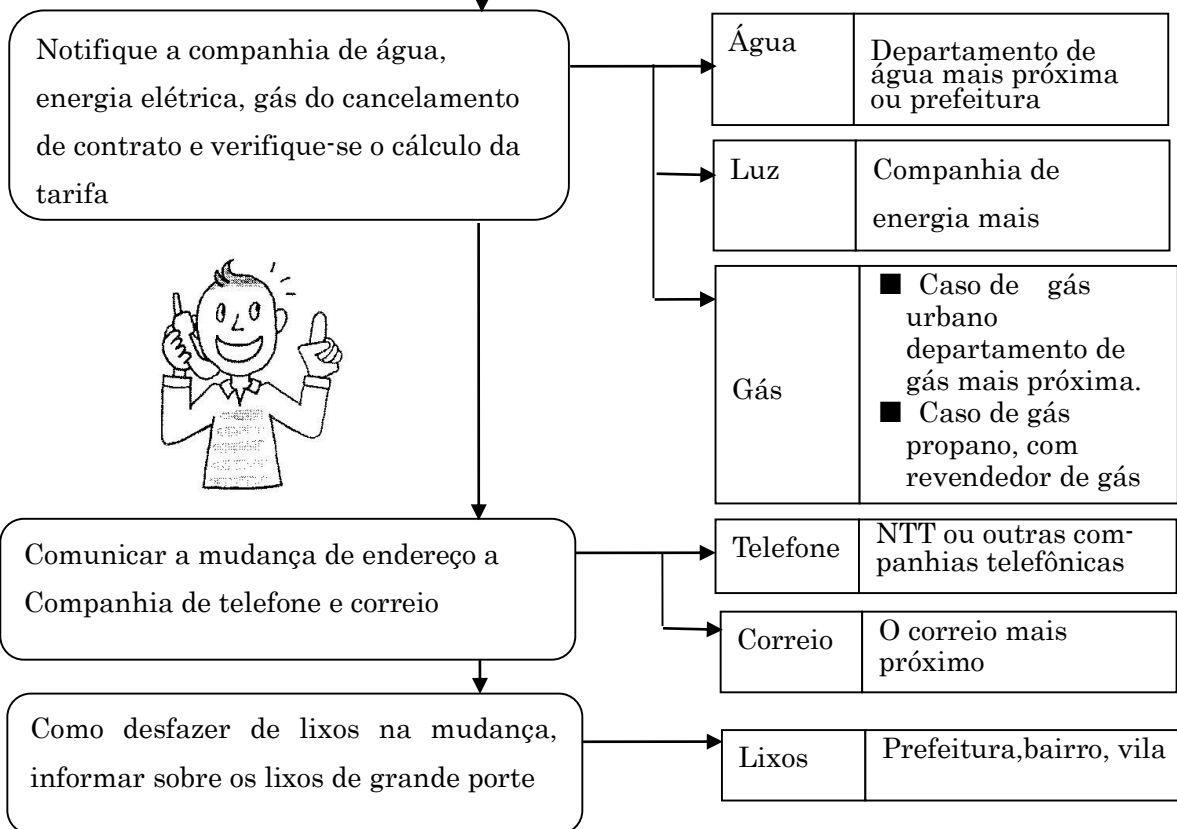 Notifique a companhia de água,
energia elétrica, gás do cancelamento
de contrato e verifique-se o cálculo da
tarifa
Água
Departamento de
água mais próxima
ou prefeitura
Luz
Companhia de
energia mais
Gás
■ Caso de gás
urbano
departamento de
gás mais próxima.
■ Caso de gás
propano, com
revendedor de gás
Comunicar a mudança de endereço a
Companhia de telefone e correio
Telefone
NTT ou outras com-
panhias telefônicas
Correio
O correio mais
próximo
Como desfazer de lixos na mudança,
informar sobre os lixos de grande porte
Lixos
Prefeitura,bairro, vila